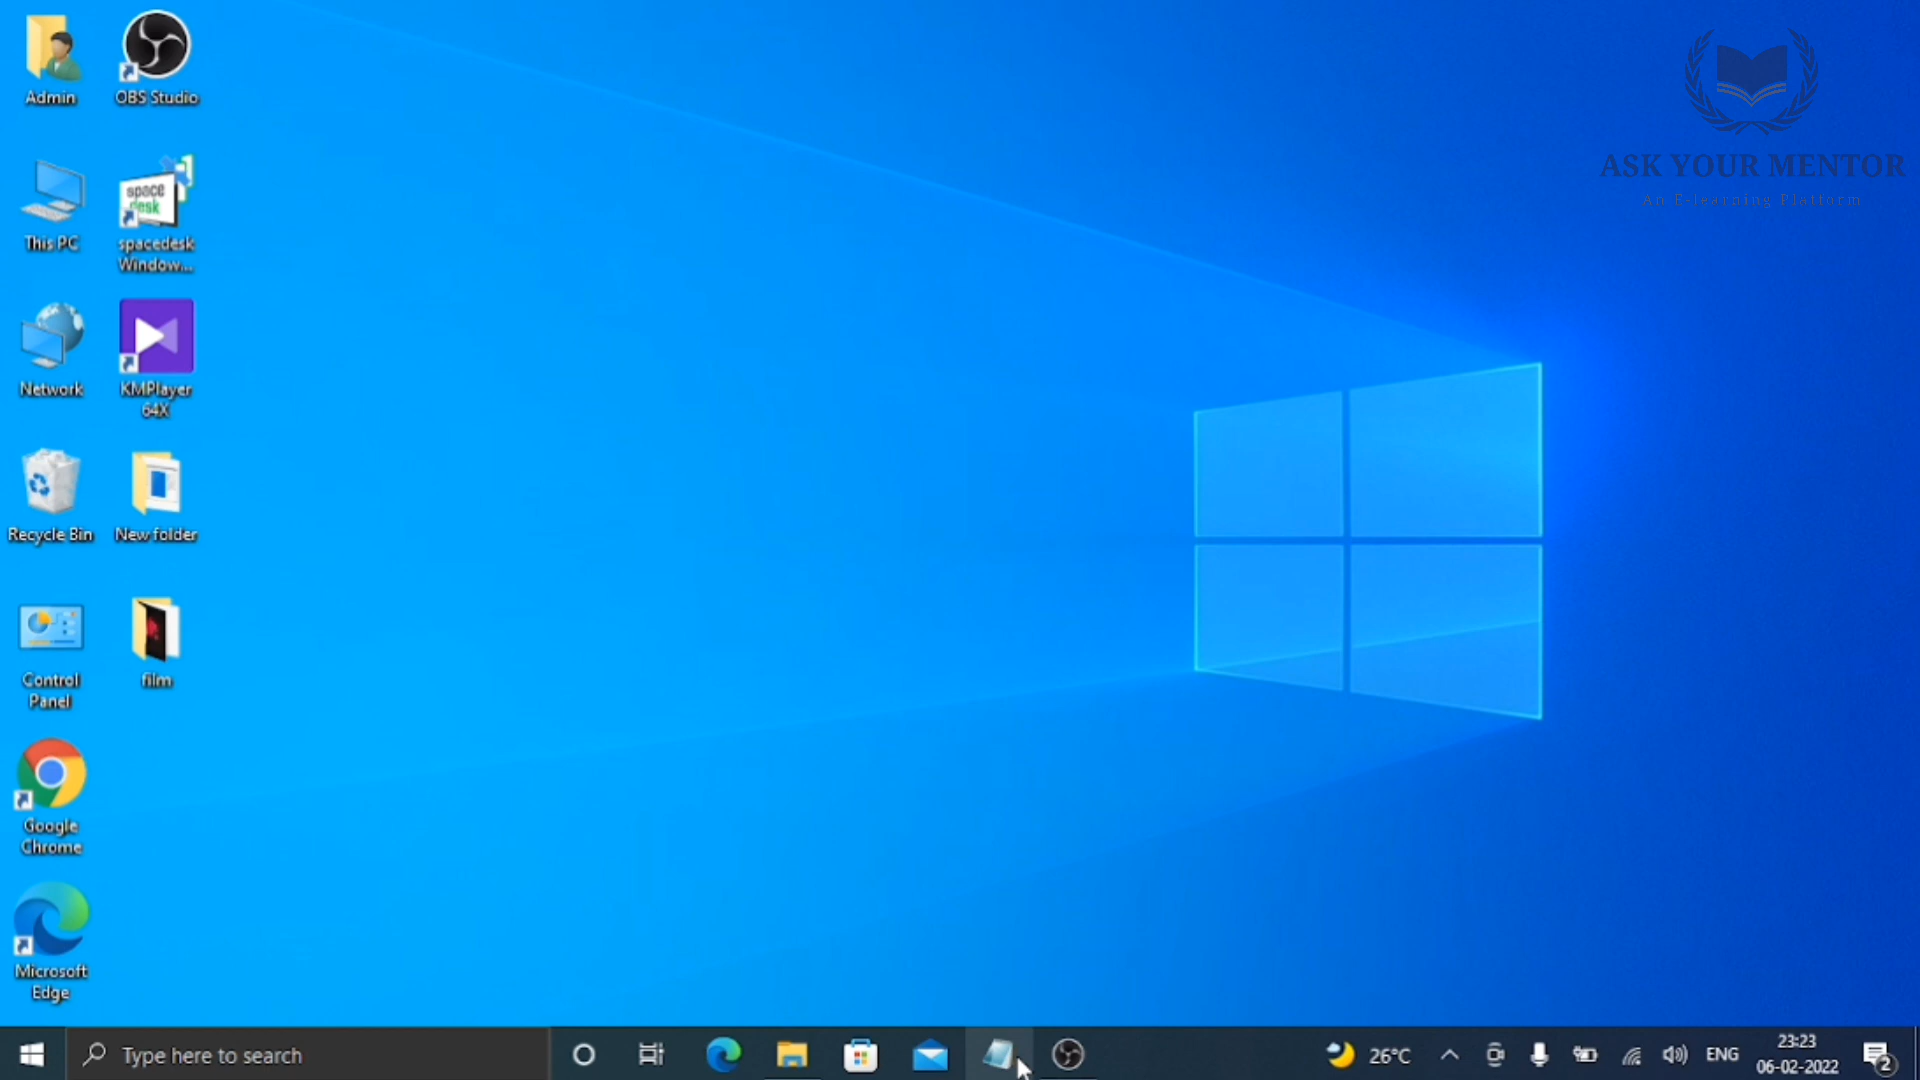 Admin
OBS Studio
ASK YOUR MENTOR
An E-learning Platform
This PC
space
desk
spacedesk
Window...
Network
KMPlayer
64X
Recycle Bin
New folder
Control
Panel
film
Google
Chrome
Microsoft
Edge
Type here to search
26°C
ENG
23:23
06-02-2022
2